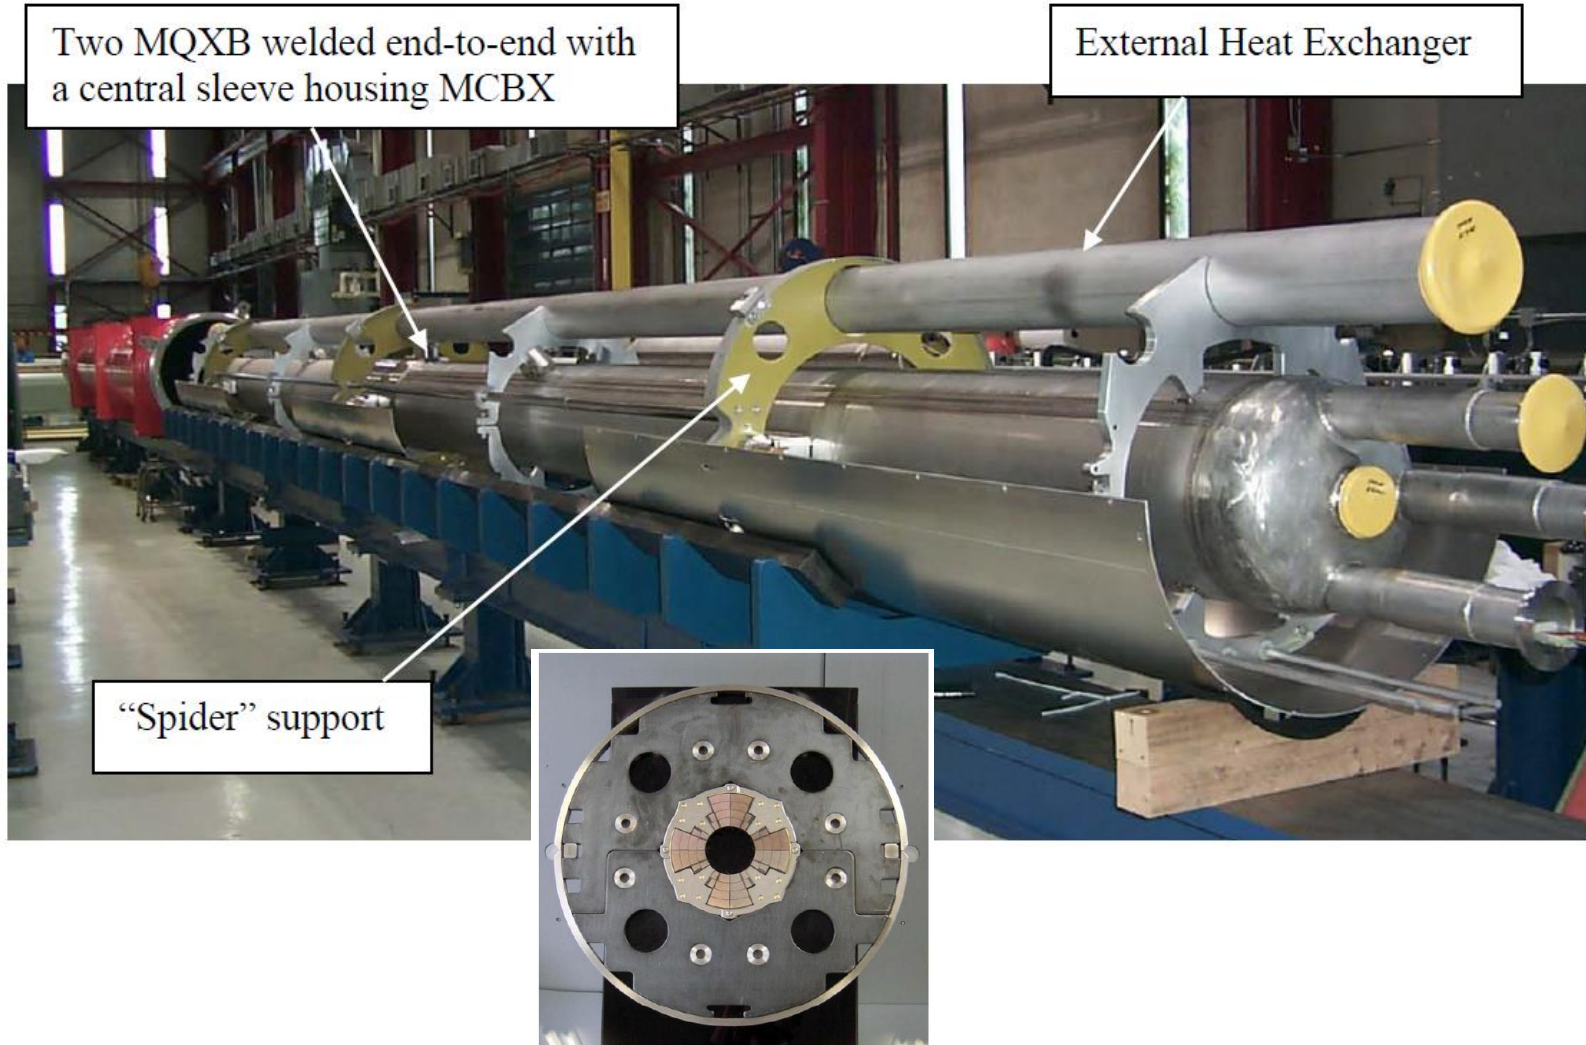 Two MQXB welded end-to-end with
a central sleeve housing MCBX
External Heat Exchanger
“Spider” support